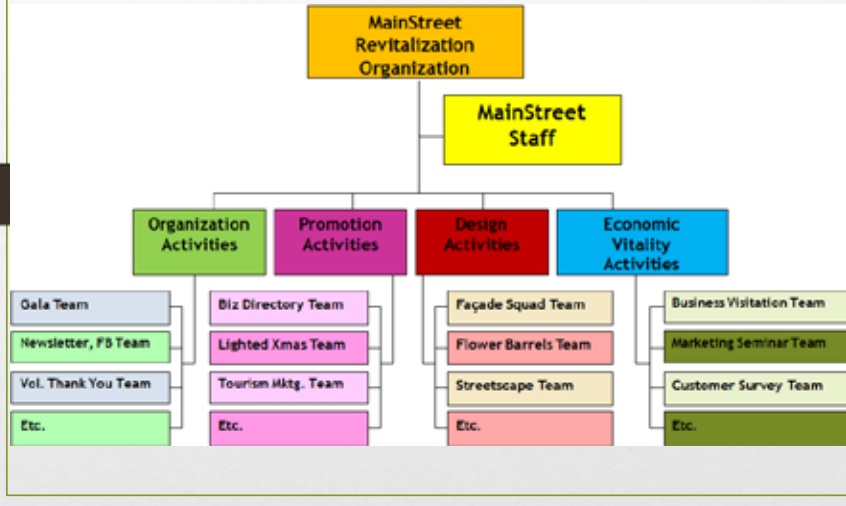 MainStreet
Revitalization
Organization
MainStreet
Staff
Organization
Activities
Promotion
Activities
Design
Activities
Economic
Vitality
Activities
Gala Team
Newsletter, FB Team
Vol. Thank You Team
Etc.
Biz Directory Team
Lighted Xmas Team
Tourism Mktg. Team
Etc.
Façade Squad Team
Flower Barrels Team
Streetscape Team
Etc.
Business Visitation Team
Marketing Seminar Team
Customer Survey Team
Etc.